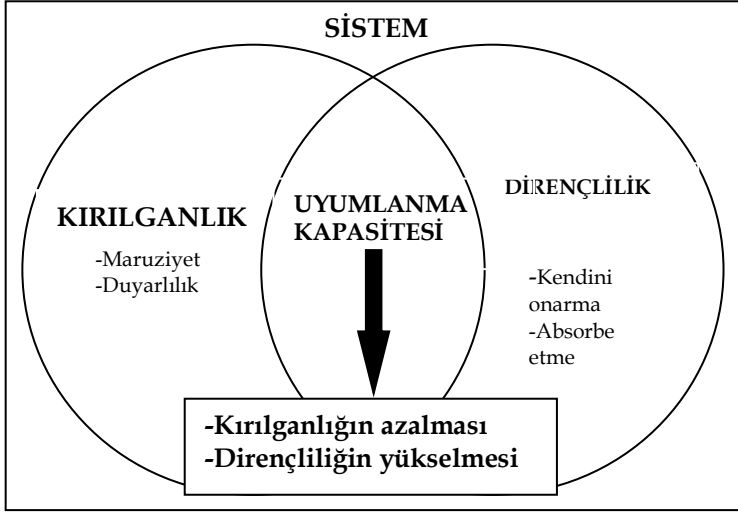 SİSTEM
KIRILGANLIK
-Maruziyet
-Duyarlılık
UYUMLANMA
KAPASİTESİ
DİRENÇLİLİK
-Kendini
onarma
-Absorbe
etme
-Kırılganlığın azalması
-Dirençliliğin yükselmesi